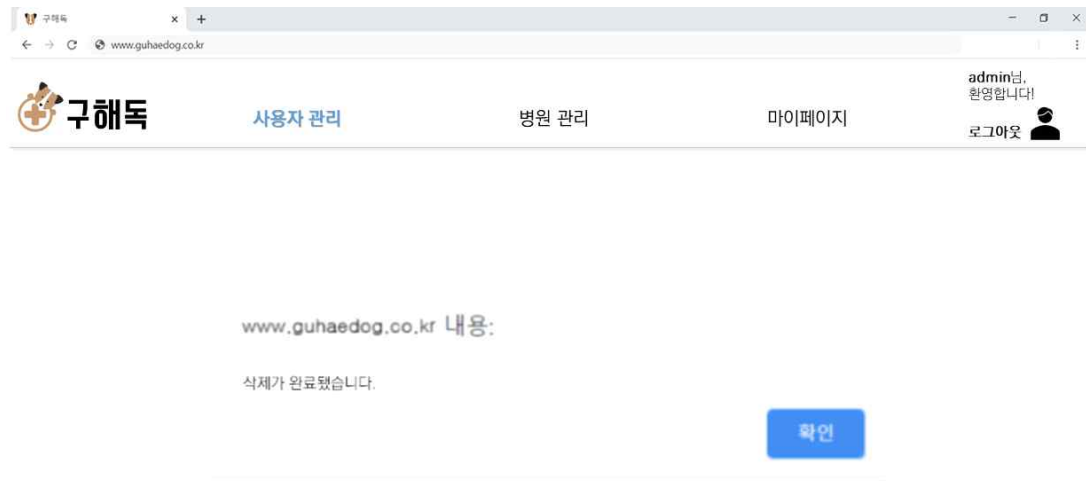 구해독
www.guhaedog.co.kr
admin님,
환영합니다!
구해독
사용자 관리
병원 관리
마이페이지
로그아웃
www.guhaedog.co.kr 내용:
삭제가 완료됐습니다.
확인